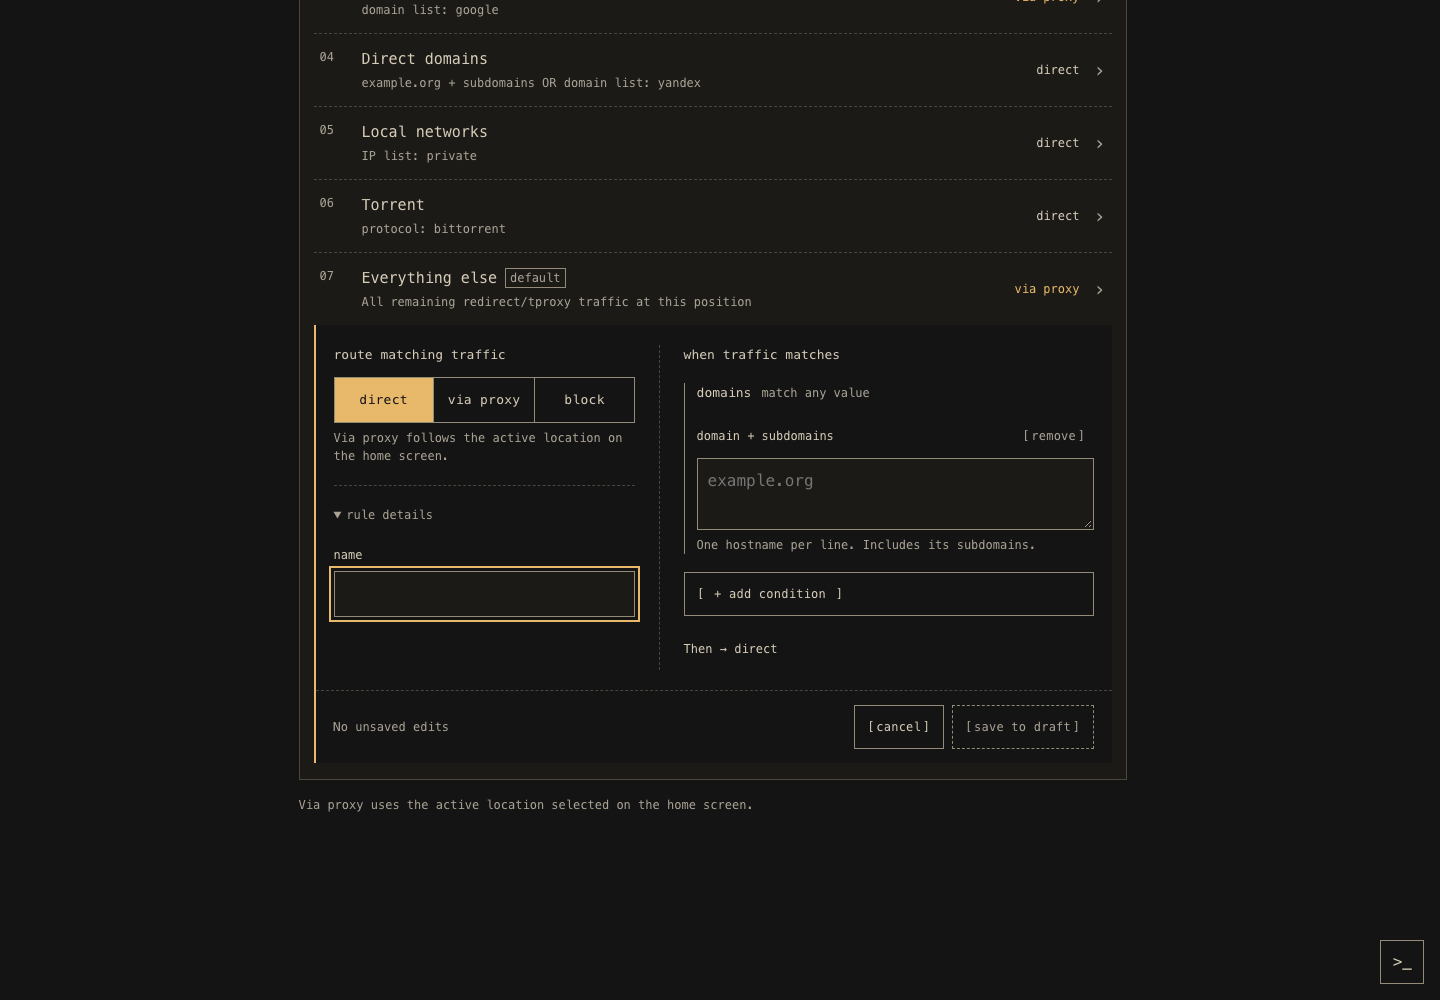 domain list: google
via proxy ›
04
Direct domains
example.org + subdomains OR domain list: yandex
direct ›
05
Local networks
IP list: private
direct ›
06
Torrent
protocol: bittorrent
direct ›
07
Everything else default
All remaining redirect/tproxy traffic at this position
via proxy ›
route matching traffic
direct via proxy block
Via proxy follows the active location on
the home screen.
▼ rule details
name
when traffic matches
domains match any value
domain + subdomains [remove]
example.org
One hostname per line. Includes its subdomains.
[ + add condition ]
Then → direct
No unsaved edits
[cancel] [save to draft]
Via proxy uses the active location selected on the home screen.
>_